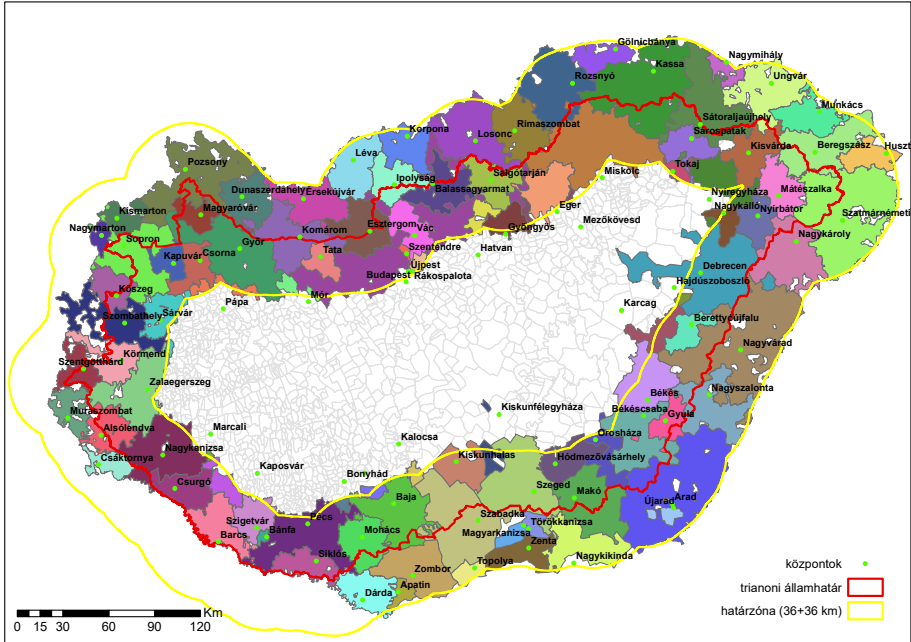 Gölnicbánya
Nagymihály
Kassa
Rozsnyó
Ungvár
Munkács
Korpona
Losonc
Rimaszombat
Sátoraljaújhely
Sárospatak
Kisvárda
Beregszász
Huszt
Léva
Pozsony
Ipolyság
Salgótarján
Miskolc
Tokaj
Dunaszerdahely
Érsekújvár
Balassagyarmat
Nyíregyháza
Mátészalka
Kismarton
Magyaróvár
Eger
Nagykálló
Nyírbátor
Szatmárnémeti
Nagymarton
Sopron
Komárom
Esztergom
Vác
Gyöngyös
Mezőkövesd
Nagykároly
Kapuvár
Csorna
Győr
Tata
Szentendre
Hatvan
Debrecen
Újpest
Budapest
Rákospalota
Hajdúszoboszló
Kőszeg
Pápa
Mór
Karcag
Szombathely
Sárvár
Berettyóújfalu
Körmend
Nagyvárad
Szentgotthárd
Zalaegerszeg
Békés
Nagyszalonta
Muraszombat
Kiskunfélegyháza
Békéscsaba
Gyula
Alsólendva
Marcali
Orosháza
Kalocsa
Nagykanizsa
Csáktornya
Kiskunhalas
Hódmezővásárhely
Kaposvár
Bonyhád
Csurgó
Baja
Szeged
Makó
Újarad
Arad
Szigetvár
Pécs
Szabadka
Törökkanizsa
Barcs
Bánfa
Mohács
Magyarkanizsa
Zenta
Siklós
Zombor
Topolya
Nagykikinda
Dárda
Apatin
központok
trianoni államhatár
határzóna (36+36 km)
Km
0 15 30 60 90 120